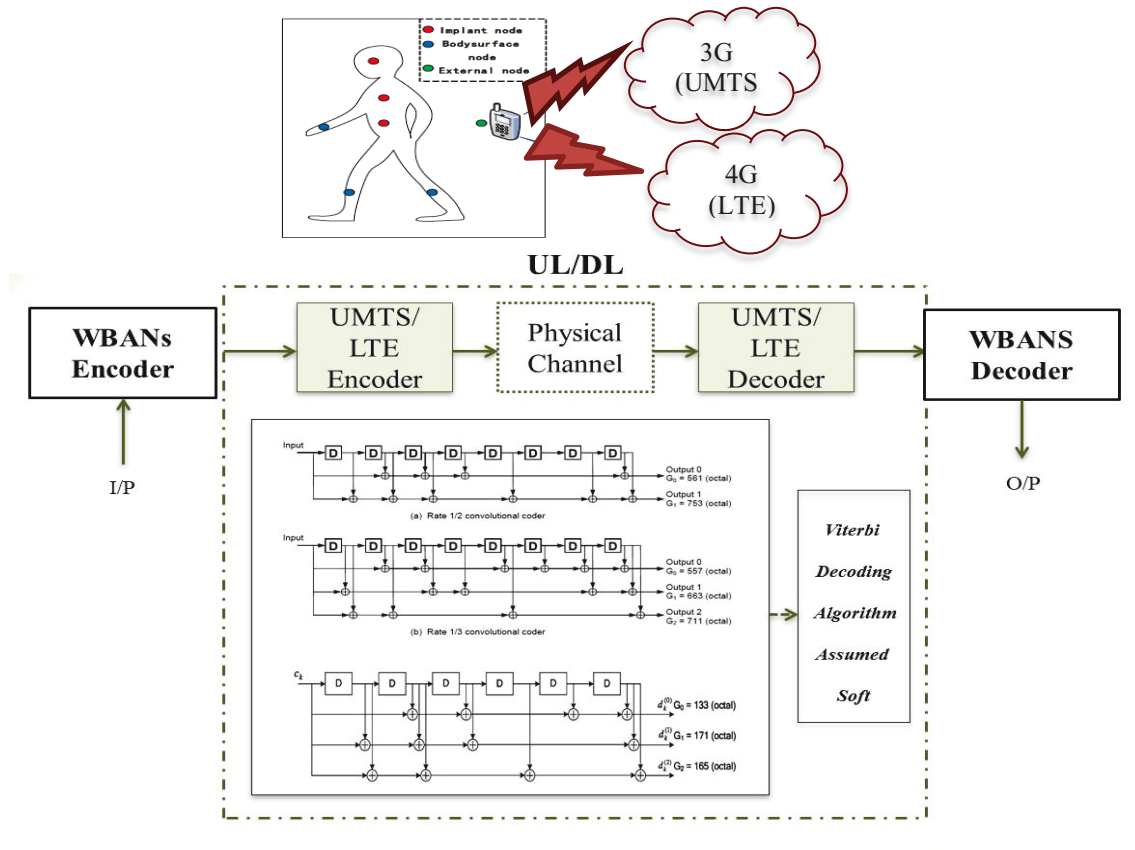 Implant node
Bodysurface
node
External node
3G
(UMTS
4G
(LTE)
UL/DL
WBANs
Encoder
UMTS/
LTE
Encoder
Physical
Channel
UMTS/
LTE
Decoder
WBANS
Decoder
I/P
O/P
Input
D D D D D D D D
Output 0
G₀ = 561 (octal)
Output 1
G₁ = 753 (octal)
(a) Rate 1/2 convolutional coder
Input
D D D D D D D D
Output 0
G₀ = 557 (octal)
Output 1
G₁ = 663 (octal)
Output 2
G₂ = 711 (octal)
(b) Rate 1/3 convolutional coder
cₖ
D D D D D D
dₖ⁽⁰⁾ G₀ = 133 (octal)
dₖ⁽¹⁾ G₁ = 171 (octal)
dₖ⁽²⁾ G₂ = 165 (octal)
Viterbi
Decoding
Algorithm
Assumed
Soft